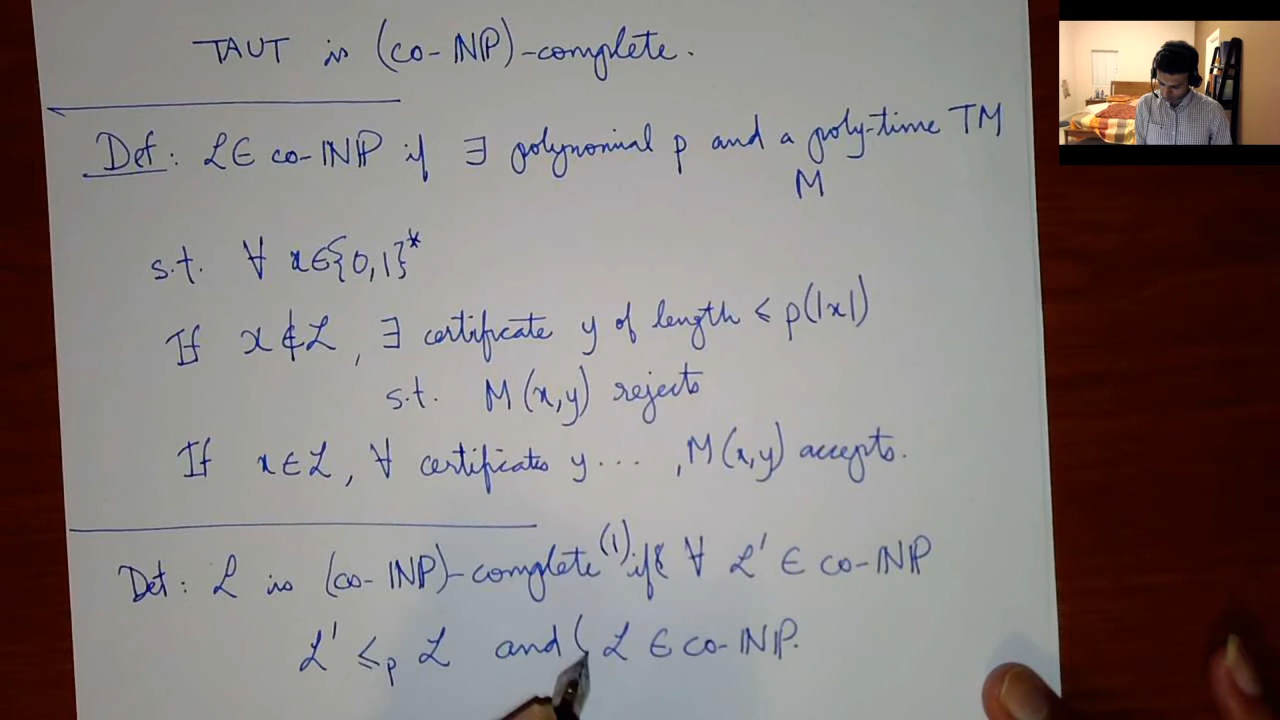 TAUT is (co-NP)-complete.
Def: L ∈ co-NP if ∃ polynomial p and a poly-time TM
M
s.t. ∀ x∈{0,1}*
If x ∉ L, ∃ certificate y of length ≤ p(|x|)
s.t. M(x,y) rejects
If x ∈ L, ∀ certificates y ..., M(x,y) accepts.
Def: L is (co-NP)-complete if (1) ∀ L' ∈ co-NP
L' ≤p L and ( L ∈ co-NP.